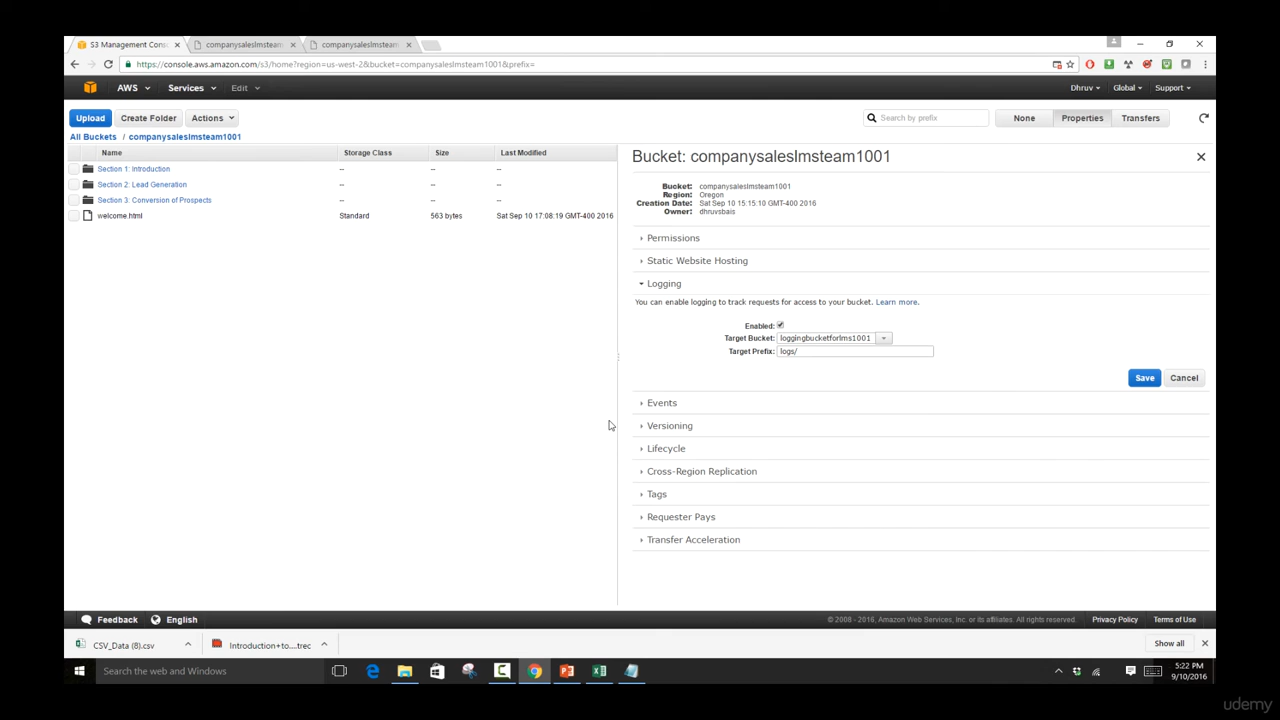 S3 Management Cons
companysaleslmsteam
companysaleslmsteam
https://console.aws.amazon.com/s3/home?region=us-west-2&bucket=companysaleslmsteam1001&prefix=
AWS Services Edit Dhruv Global Support
Upload Create Folder Actions Search by prefix None Properties Transfers
All Buckets / companysaleslmsteam1001
Name Storage Class Size Last Modified
Section 1: Introduction -- -- --
Section 2: Lead Generation -- -- --
Section 3: Conversion of Prospects -- -- --
welcome.html Standard 563 bytes Sat Sep 10 17:08:19 GMT-400 2016
Bucket: companysaleslmsteam1001
Bucket: companysaleslmsteam1001
Region: Oregon
Creation Date: Sat Sep 10 15:15:10 GMT-400 2016
Owner: dhruvsbais
Permissions
Static Website Hosting
Logging
You can enable logging to track requests for access to your bucket. Learn more.
Enabled:
Target Bucket: loggingbucketforlms1001
Target Prefix: logs/
Save Cancel
Events
Versioning
Lifecycle
Cross-Region Replication
Tags
Requester Pays
Transfer Acceleration
Feedback English © 2008 - 2016, Amazon Web Services, Inc. or its affiliates. All rights reserved. Privacy Policy Terms of Use
CSV_Data (8).csv Introduction+to....trec Show all
Search the web and Windows
5:22 PM
9/10/2016
udemy